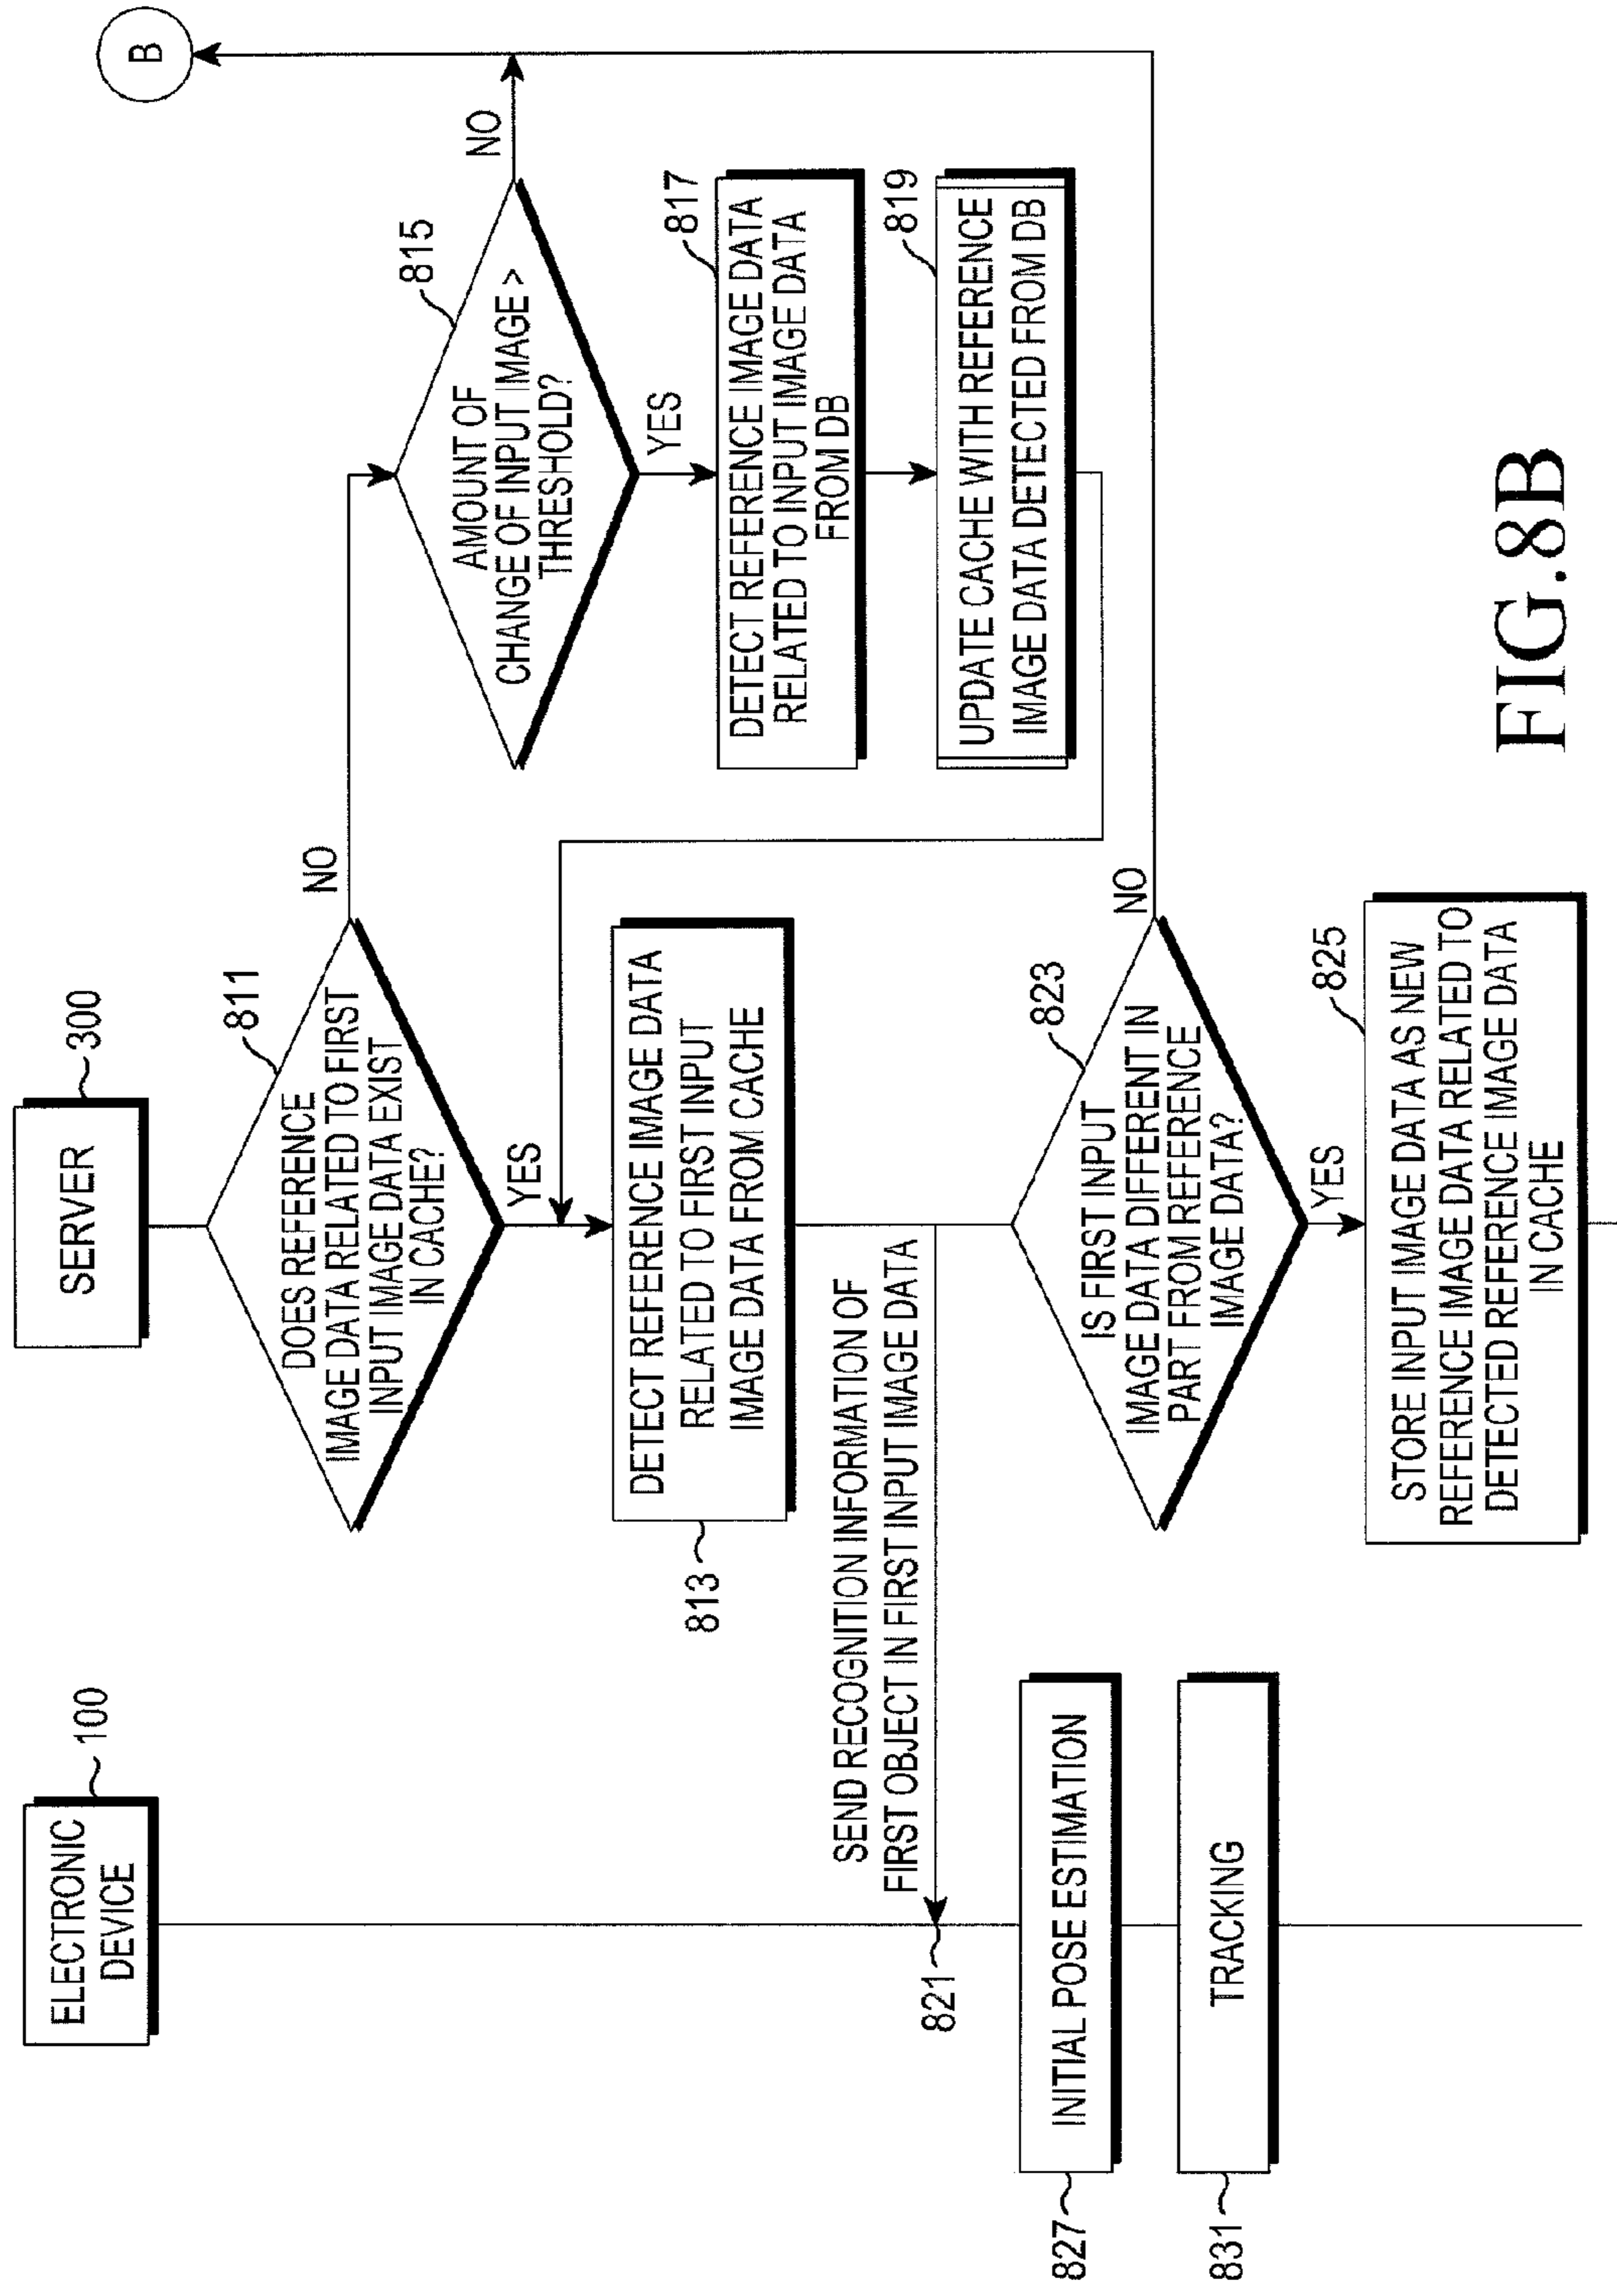 ELECTRONIC
DEVICE
100
SERVER
300
DOES REFERENCE
IMAGE DATA RELATED TO FIRST
INPUT IMAGE DATA EXIST
IN CACHE?
811
NO
YES
AMOUNT OF
CHANGE OF INPUT IMAGE >
THRESHOLD?
815
NO
B
YES
DETECT REFERENCE IMAGE DATA
RELATED TO INPUT IMAGE DATA
FROM DB
817
UPDATE CACHE WITH REFERENCE
IMAGE DATA DETECTED FROM DB
819
DETECT REFERENCE IMAGE DATA
RELATED TO FIRST INPUT
IMAGE DATA FROM CACHE
813
SEND RECOGNITION INFORMATION OF
FIRST OBJECT IN FIRST INPUT IMAGE DATA
821
IS FIRST INPUT
IMAGE DATA DIFFERENT IN
PART FROM REFERENCE
IMAGE DATA?
823
NO
YES
INITIAL POSE ESTIMATION
827
TRACKING
831
STORE INPUT IMAGE DATA AS NEW
REFERENCE IMAGE DATA RELATED TO
DETECTED REFERENCE IMAGE DATA
IN CACHE
825
FIG.8B